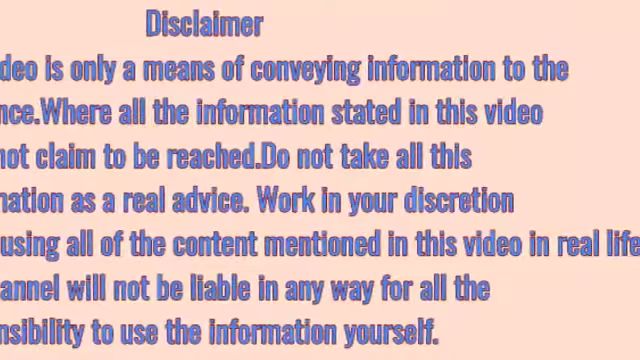 Disclaimer
deo is only a means of conveying information to the
nce.Where all the information stated in this video
not claim to be reached.Do not take all this
nation as a real advice. Work in your discretion
using all of the content mentioned in this video in real life
annel will not be liable in any way for all the
nsibility to use the information yourself.